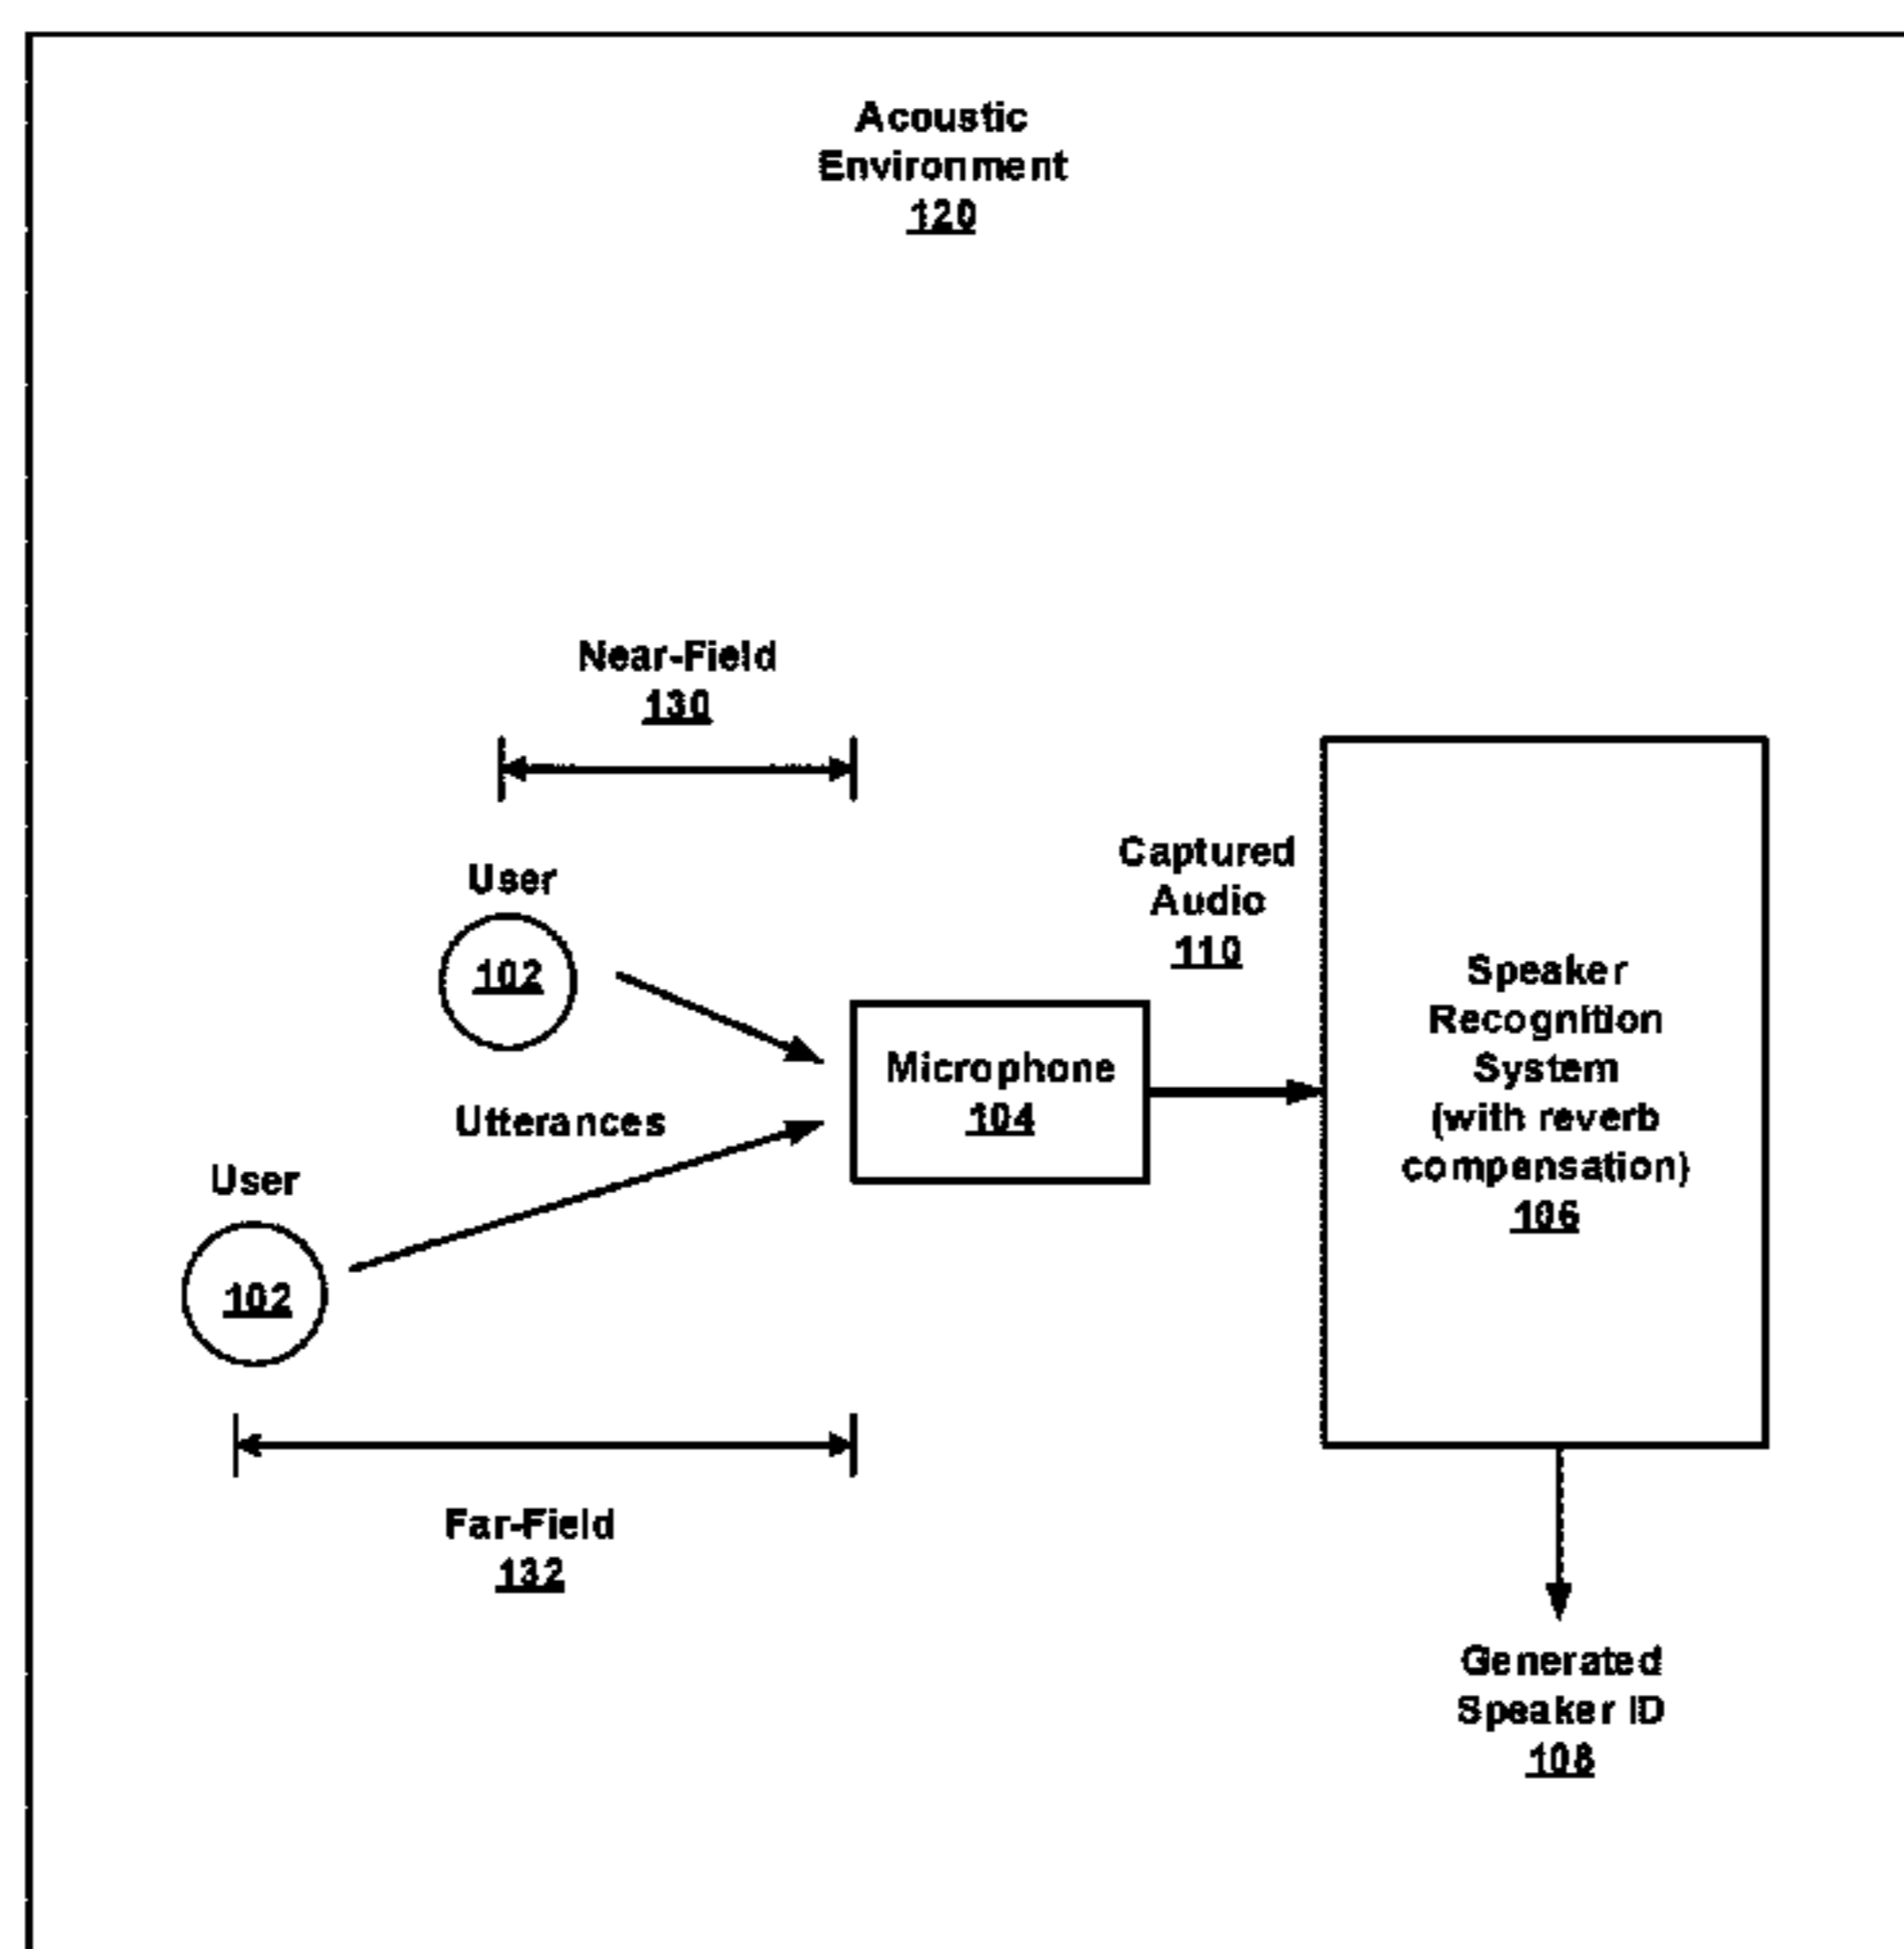 Acoustic
Environment
120
Near-Field
130
User
102
Captured
Audio
110
Utterances
Microphone
104
Speaker
Recognition
System
(with reverb
compensation)
106
User
102
Far-Field
132
Generated
Speaker ID
108